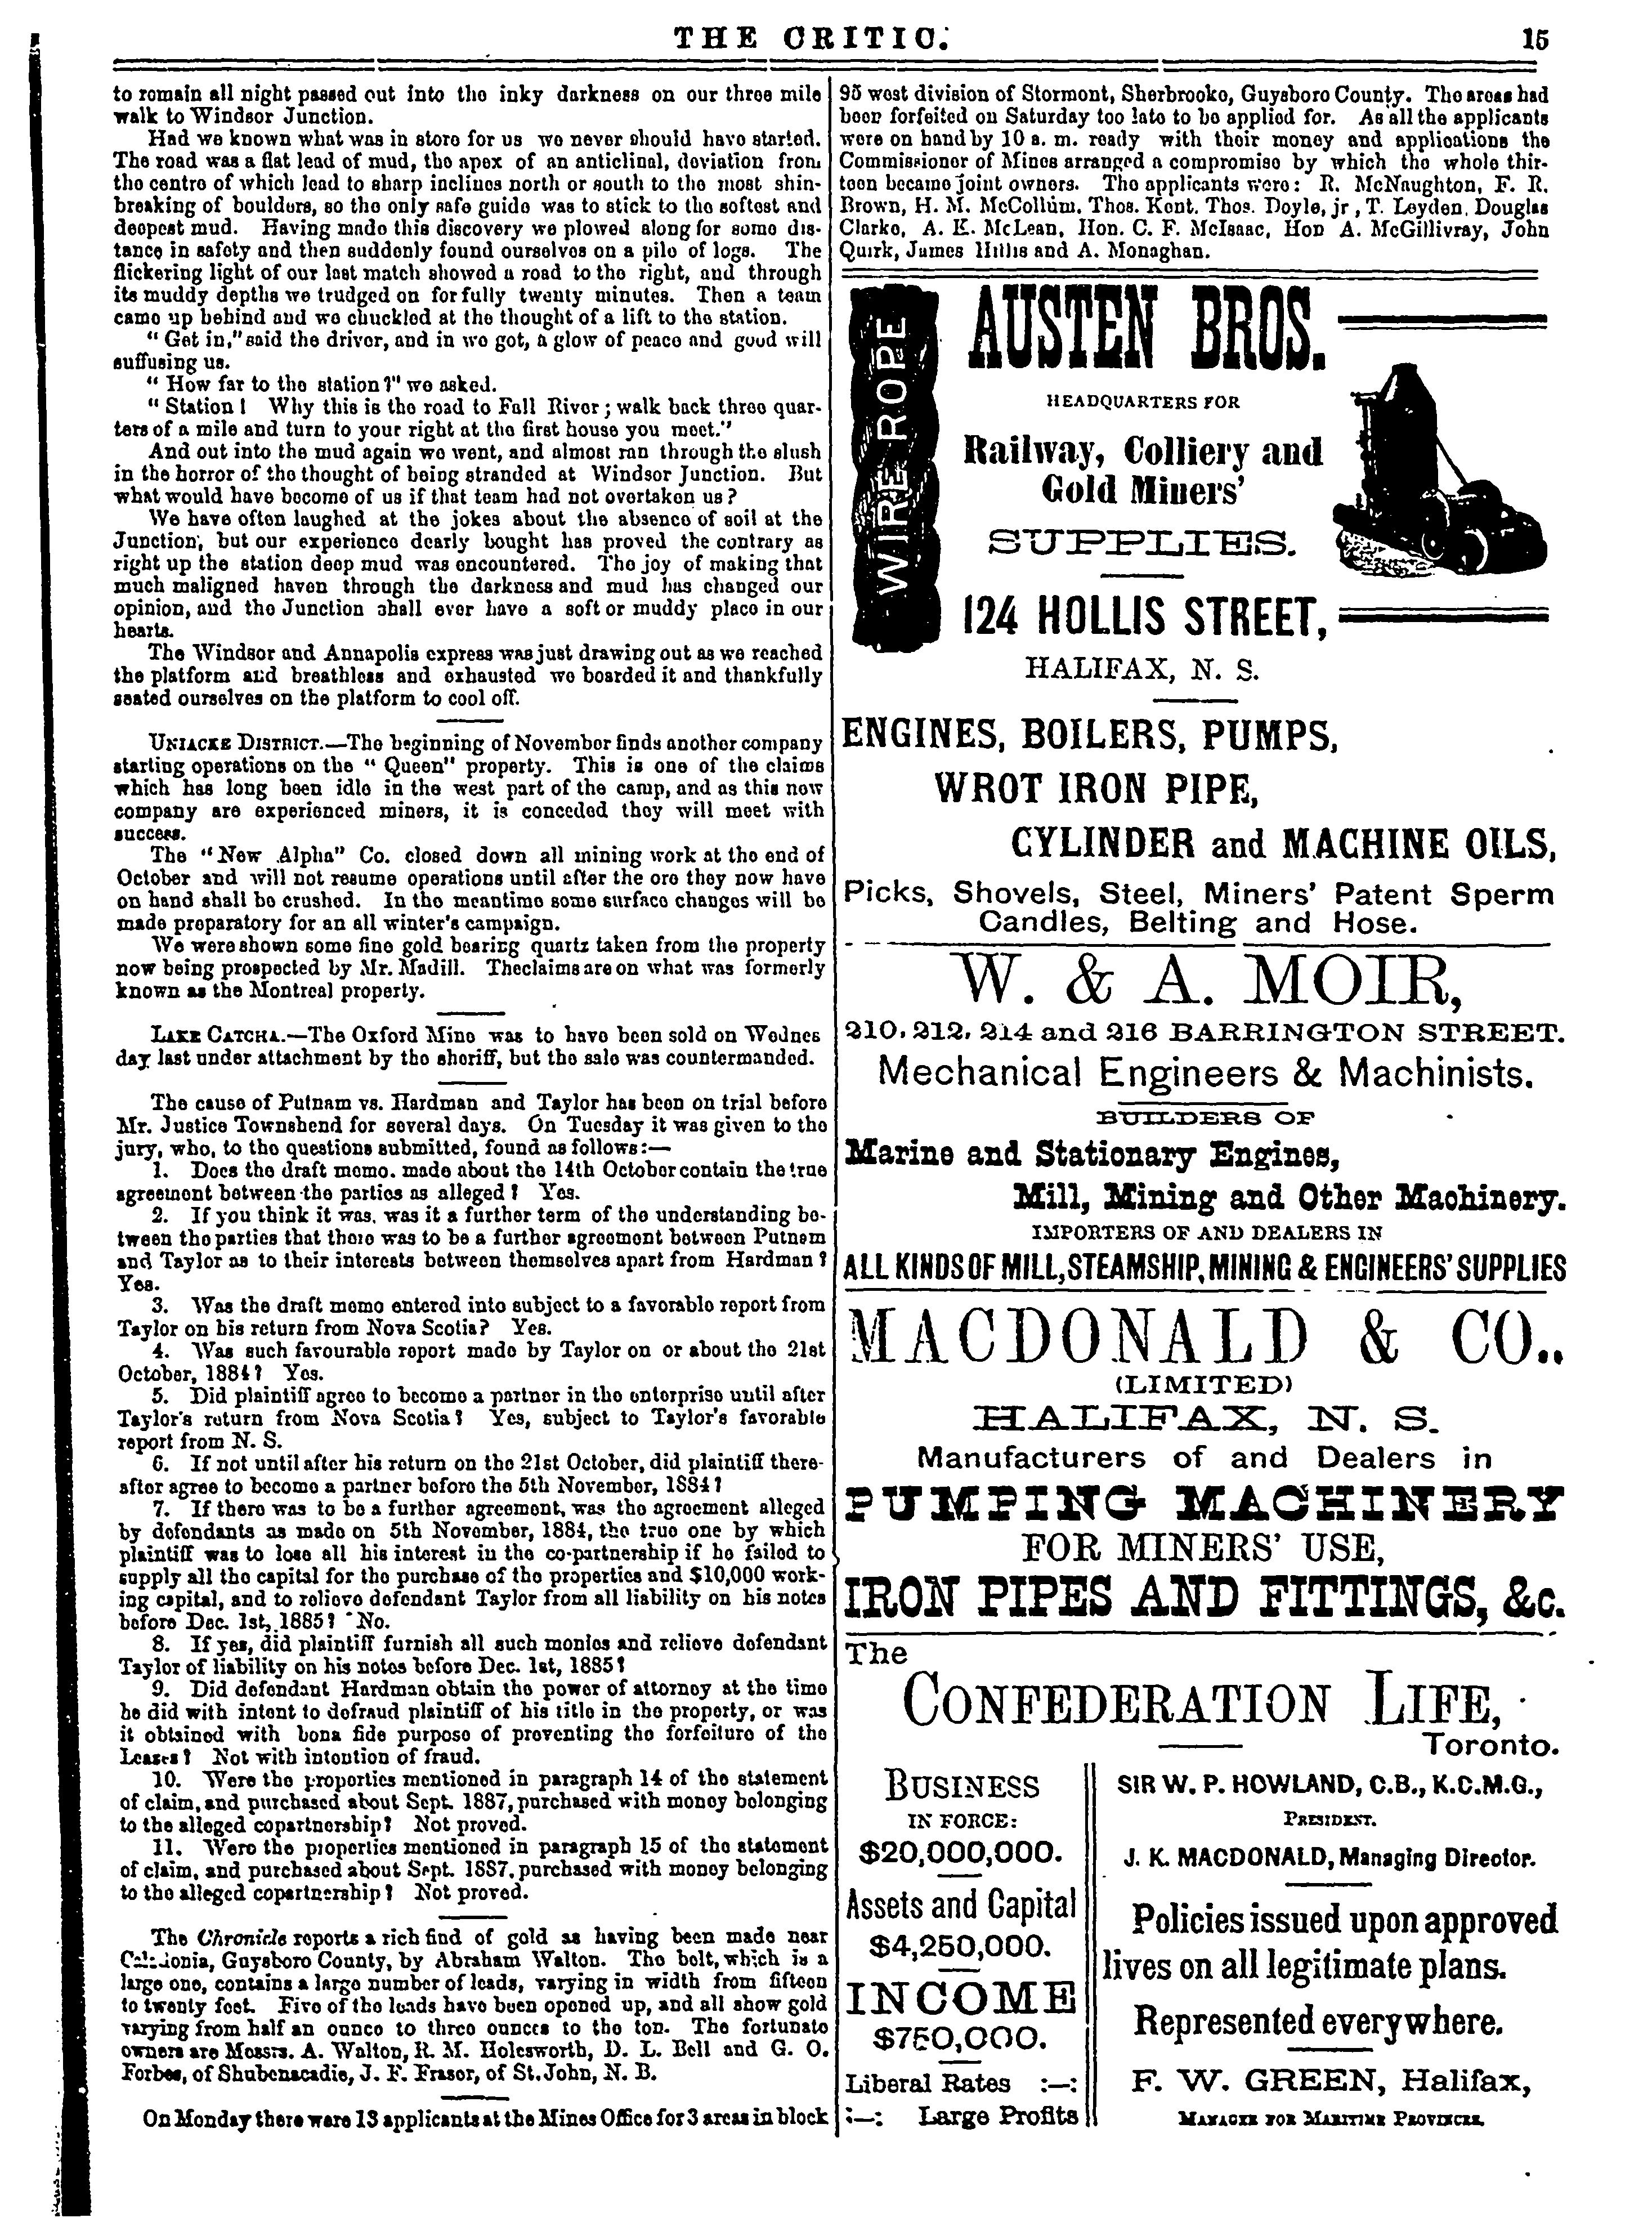 THE CRITIC.
15
to remain all night passed out into the inky darkness on our three mile
walk to Windsor Junction.
Had we known what was in store for us we never should have started.
The road was a flat lead of mud, the apex of an anticlinal, deviation from
the centre of which lead to sharp inclines north or south to the most shin-
breaking of boulders, so the only safe guide was to stick to the softest and
deepest mud. Having made this discovery we plowed along for some dis-
tance in safety and then suddenly found ourselves on a pile of logs. The
flickering light of our last match showed a road to the right, and through
its muddy depths we trudged on for fully twenty minutes. Then a team
came up behind and we chuckled at the thought of a lift to the station.
"Get in," said the driver, and in we got, a glow of peace and good will
suffusing us.
"How far to the station?" we asked.
"Station! Why this is the road to Fall River; walk back three quar-
ters of a mile and turn to your right at the first house you meet."
And out into the mud again we went, and almost ran through the slush
in the horror of the thought of being stranded at Windsor Junction. But
what would have become of us if that team had not overtaken us?
We have often laughed at the jokes about the absence of soil at the
Junction, but our experience dearly bought has proved the contrary as
right up the station deep mud was encountered. The joy of making that
much maligned haven through the darkness and mud has changed our
opinion, and the Junction shall ever have a soft or muddy place in our
hearts.
The Windsor and Annapolis express was just drawing out as we reached
the platform and breathless and exhausted we boarded it and thankfully
seated ourselves on the platform to cool off.
UNIACKE DISTRICT.—The beginning of November finds another company
starting operations on the "Queen" property. This is one of the claims
which has long been idle in the west part of the camp, and as this new
company are experienced miners, it is conceded they will meet with
success.
The "New Alpha" Co. closed down all mining work at the end of
October and will not resume operations until after the ore they now have
on hand shall be crushed. In the meantime some surface changes will be
made preparatory for an all winter's campaign.
We were shown some fine gold bearing quartz taken from the property
now being prospected by Mr. Madill. The claims are on what was formerly
known as the Montreal property.
LAKE CATCHA.—The Oxford Mine was to have been sold on Wednes
day last under attachment by the sheriff, but the sale was countermanded.
The cause of Putnam vs. Hardman and Taylor has been on trial before
Mr. Justice Townshend for several days. On Tuesday it was given to the
jury, who, to the questions submitted, found as follows:—
1. Does the draft memo. made about the 14th October contain the true
agreement between the parties as alleged? Yes.
2. If you think it was, was it a further term of the understanding be-
tween the parties that there was to be a further agreement between Putnam
and Taylor as to their interests between themselves apart from Hardman?
Yes.
3. Was the draft memo entered into subject to a favorable report from
Taylor on his return from Nova Scotia? Yes.
4. Was such favourable report made by Taylor on or about the 21st
October, 1884? Yes.
5. Did plaintiff agree to become a partner in the enterprise until after
Taylor's return from Nova Scotia? Yes, subject to Taylor's favorable
report from N. S.
6. If not until after his return on the 21st October, did plaintiff there-
after agree to become a partner before the 5th November, 1884?
7. If there was to be a further agreement, was the agreement alleged
by defendants as made on 5th November, 1884, the true one by which
plaintiff was to lose all his interest in the co-partnership if he failed to
supply all the capital for the purchase of the properties and $10,000 work-
ing capital, and to relieve defendant Taylor from all liability on his notes
before Dec. 1st, 1885? No.
8. If yes, did plaintiff furnish all such monies and relieve defendant
Taylor of liability on his notes before Dec. 1st, 1885?
9. Did defendant Hardman obtain the power of attorney at the time
he did with intent to defraud plaintiff of his title in the property, or was
it obtained with bona fide purpose of preventing the forfeiture of the
Leases? Not with intention of fraud.
10. Were the properties mentioned in paragraph 14 of the statement
of claim, and purchased about Sept. 1887, purchased with money belonging
to the alleged copartnership? Not proved.
11. Were the properties mentioned in paragraph 15 of the statement
of claim, and purchased about Sept. 1887, purchased with money belonging
to the alleged copartnership? Not proved.
The Chronicle reports a rich find of gold as having been made near
Caledonia, Guysboro County, by Abraham Walton. The belt, which is a
large one, contains a large number of leads, varying in width from fifteen
to twenty feet. Five of the leads have been opened up, and all show gold
varying from half an ounce to three ounces to the ton. The fortunate
owners are Messrs. A. Walton, R. M. Holesworth, D. L. Bell and G. O.
Forbes, of Shubenacadie, J. F. Frasor, of St. John, N. B.
On Monday there were 13 applicants at the Mines Office for 3 areas in block
95 west division of Stormont, Sherbrooke, Guysboro County. The areas had
been forfeited on Saturday too late to be applied for. As all the applicants
were on hand by 10 a. m. ready with their money and applications the
Commissioner of Mines arranged a compromise by which the whole thir-
teen became joint owners. The applicants were: R. McNaughton, F. R.
Brown, H. M. McCollum, Thos. Kent, Thos. Doyle, jr, T. Leyden, Douglas
Clarke, A. K. McLean, Hon. C. F. McIsaac, Hon A. McGillivray, John
Quirk, James Hillis and A. Monaghan.
WIRE ROPE
AUSTEN BROS.
HEADQUARTERS FOR
Railway, Colliery and
Gold Miners'
SUPPLIES.
124 HOLLIS STREET,
HALIFAX, N. S.
ENGINES, BOILERS, PUMPS,
WROT IRON PIPE,
CYLINDER and MACHINE OILS,
Picks, Shovels, Steel, Miners' Patent Sperm
Candles, Belting and Hose.
W. & A. MOIR,
210, 212, 214 and 216 BARRINGTON STREET.
Mechanical Engineers & Machinists.
BUILDERS OF
Marine and Stationary Engines,
Mill, Mining and Other Machinery.
IMPORTERS OF AND DEALERS IN
ALL KINDS OF MILL, STEAMSHIP, MINING & ENGINEERS' SUPPLIES
MACDONALD & CO.,
(LIMITED)
HALIFAX, N. S.
Manufacturers of and Dealers in
PUMPING MACHINERY
FOR MINERS' USE,
IRON PIPES AND FITTINGS, &c.
The
CONFEDERATION LIFE,
Toronto.
BUSINESS
IN FORCE:
$20,000,000.
Assets and Capital
$4,250,000.
INCOME
$750,000.
Liberal Rates :—:
:—: Large Profits
SIR W. P. HOWLAND, C.B., K.C.M.G.,
PRESIDENT.
J. K. MACDONALD, Managing Director.
Policies issued upon approved
lives on all legitimate plans.
Represented everywhere.
F. W. GREEN, Halifax,
MANAGER FOR MARITIME PROVINCES.